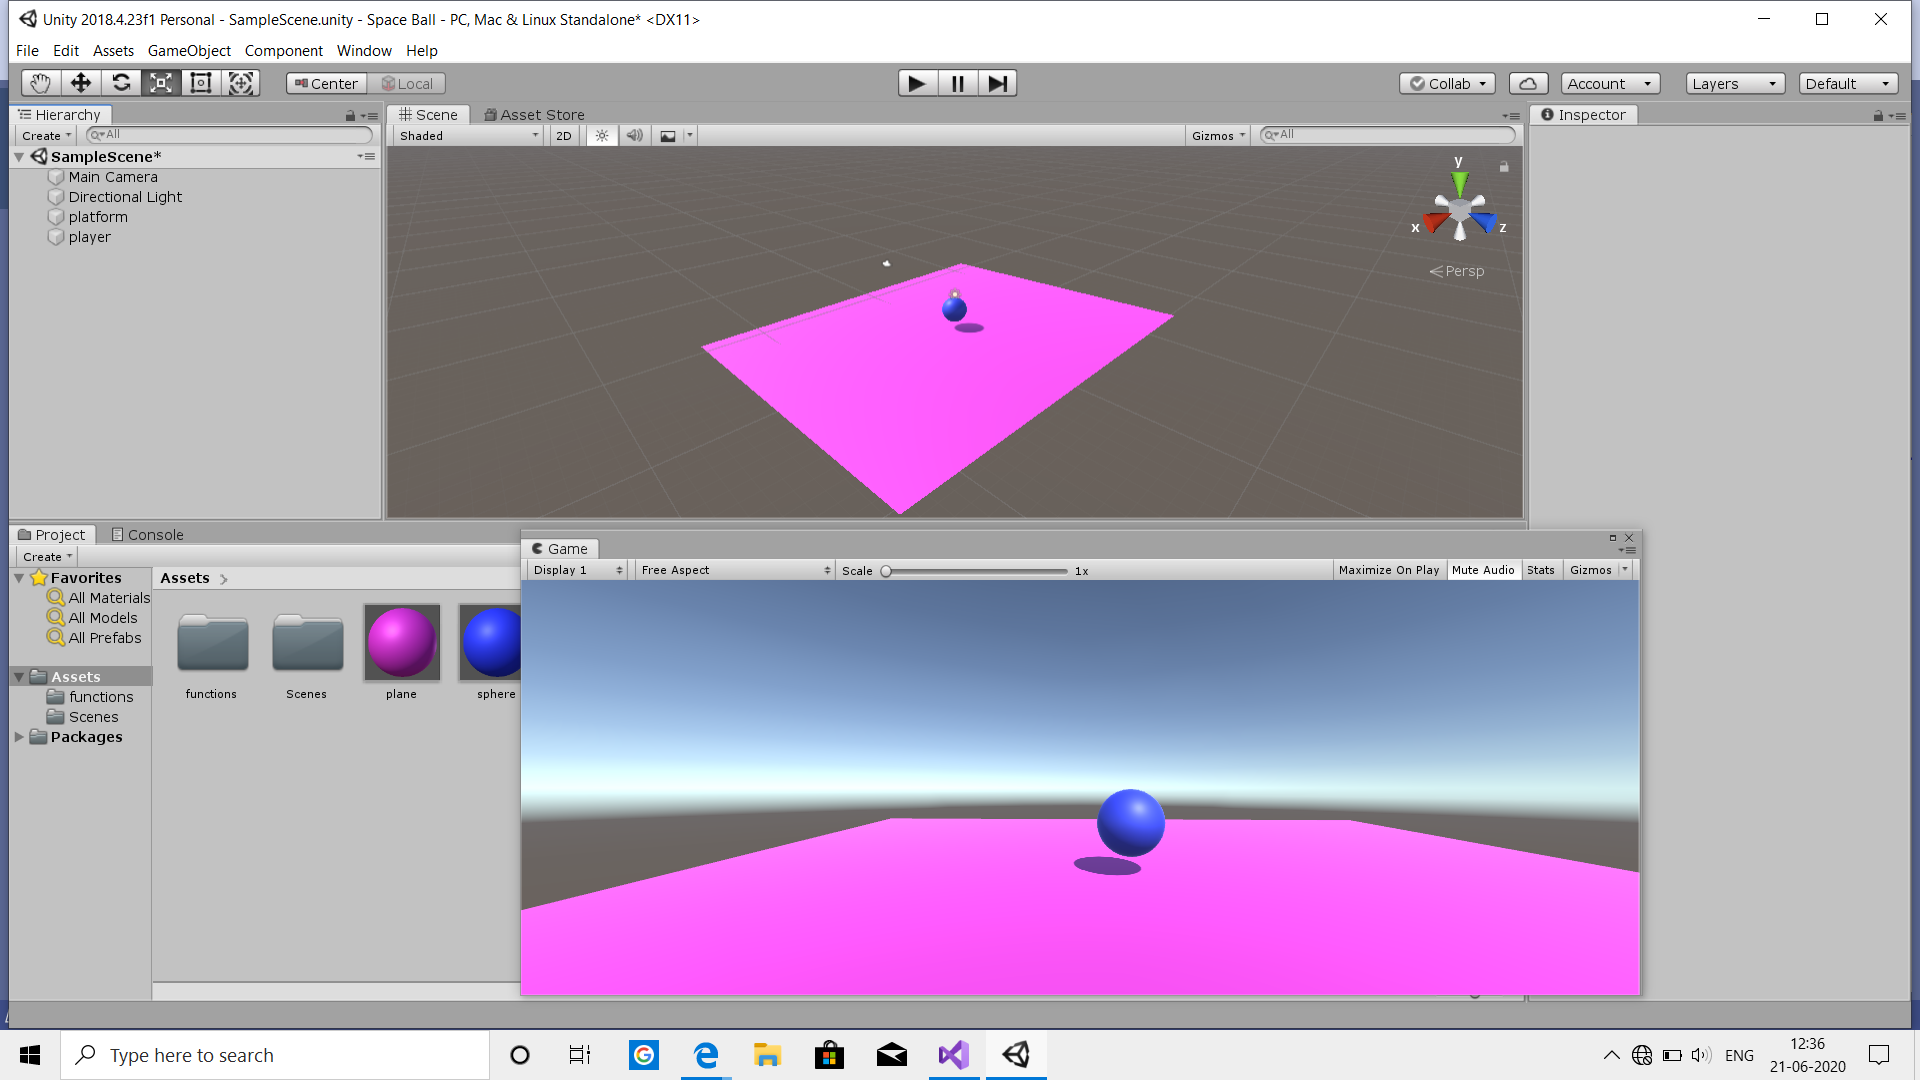 Unity 2018.4.23f1 Personal - SampleScene.unity - Space Ball - PC, Mac & Linux Standalone* <DX11>
File Edit Assets GameObject Component Window Help
Center Local Collab Account Layers Default
Hierarchy
Create All
SampleScene*
Main Camera
Directional Light
platform
player
Scene Asset Store
Shaded 2D Gizmos All
y
x z
Persp
Inspector
Project Console
Create
Favorites
All Materials
All Models
All Prefabs
Assets
functions
Scenes
Packages
Assets
functions Scenes plane sphere
Game
Display 1 Free Aspect Scale 1x Maximize On Play Mute Audio Stats Gizmos
Type here to search
ENG
12:36
21-06-2020